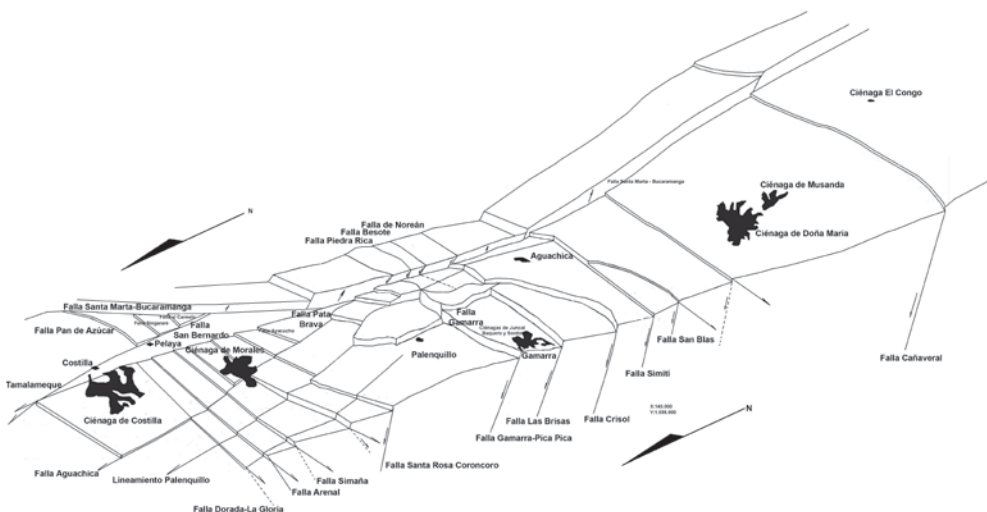 Ciénaga El Congo
Falla Santa Marta - Bucaramanga
Ciénaga de Musanda
Ciénaga de Doña Maria
N
Falla de Noreán
Falla Besote
Falla Piedra Rica
Aguachica
Falla Santa Marta-Bucaramanga
Falla Pan de Azúcar
Falla
San Bernardo
Falla Pata
Brava
Falla
Gamarra
Pelaya
Ciénaga de Morales
Palenquillo
Gamarra
Costilla
Tamalameque
Ciénaga de Costilla
Falla San Blas
Falla Cañaveral
Falla Simití
Falla Crisol
Falla Las Brisas
Falla Gamarra-Pica Pica
N
Falla Santa Rosa Coroncoro
Falla Aguachica
Lineamiento Palenquillo
Falla Simaña
Falla Arenal
Falla Dorada-La Gloria